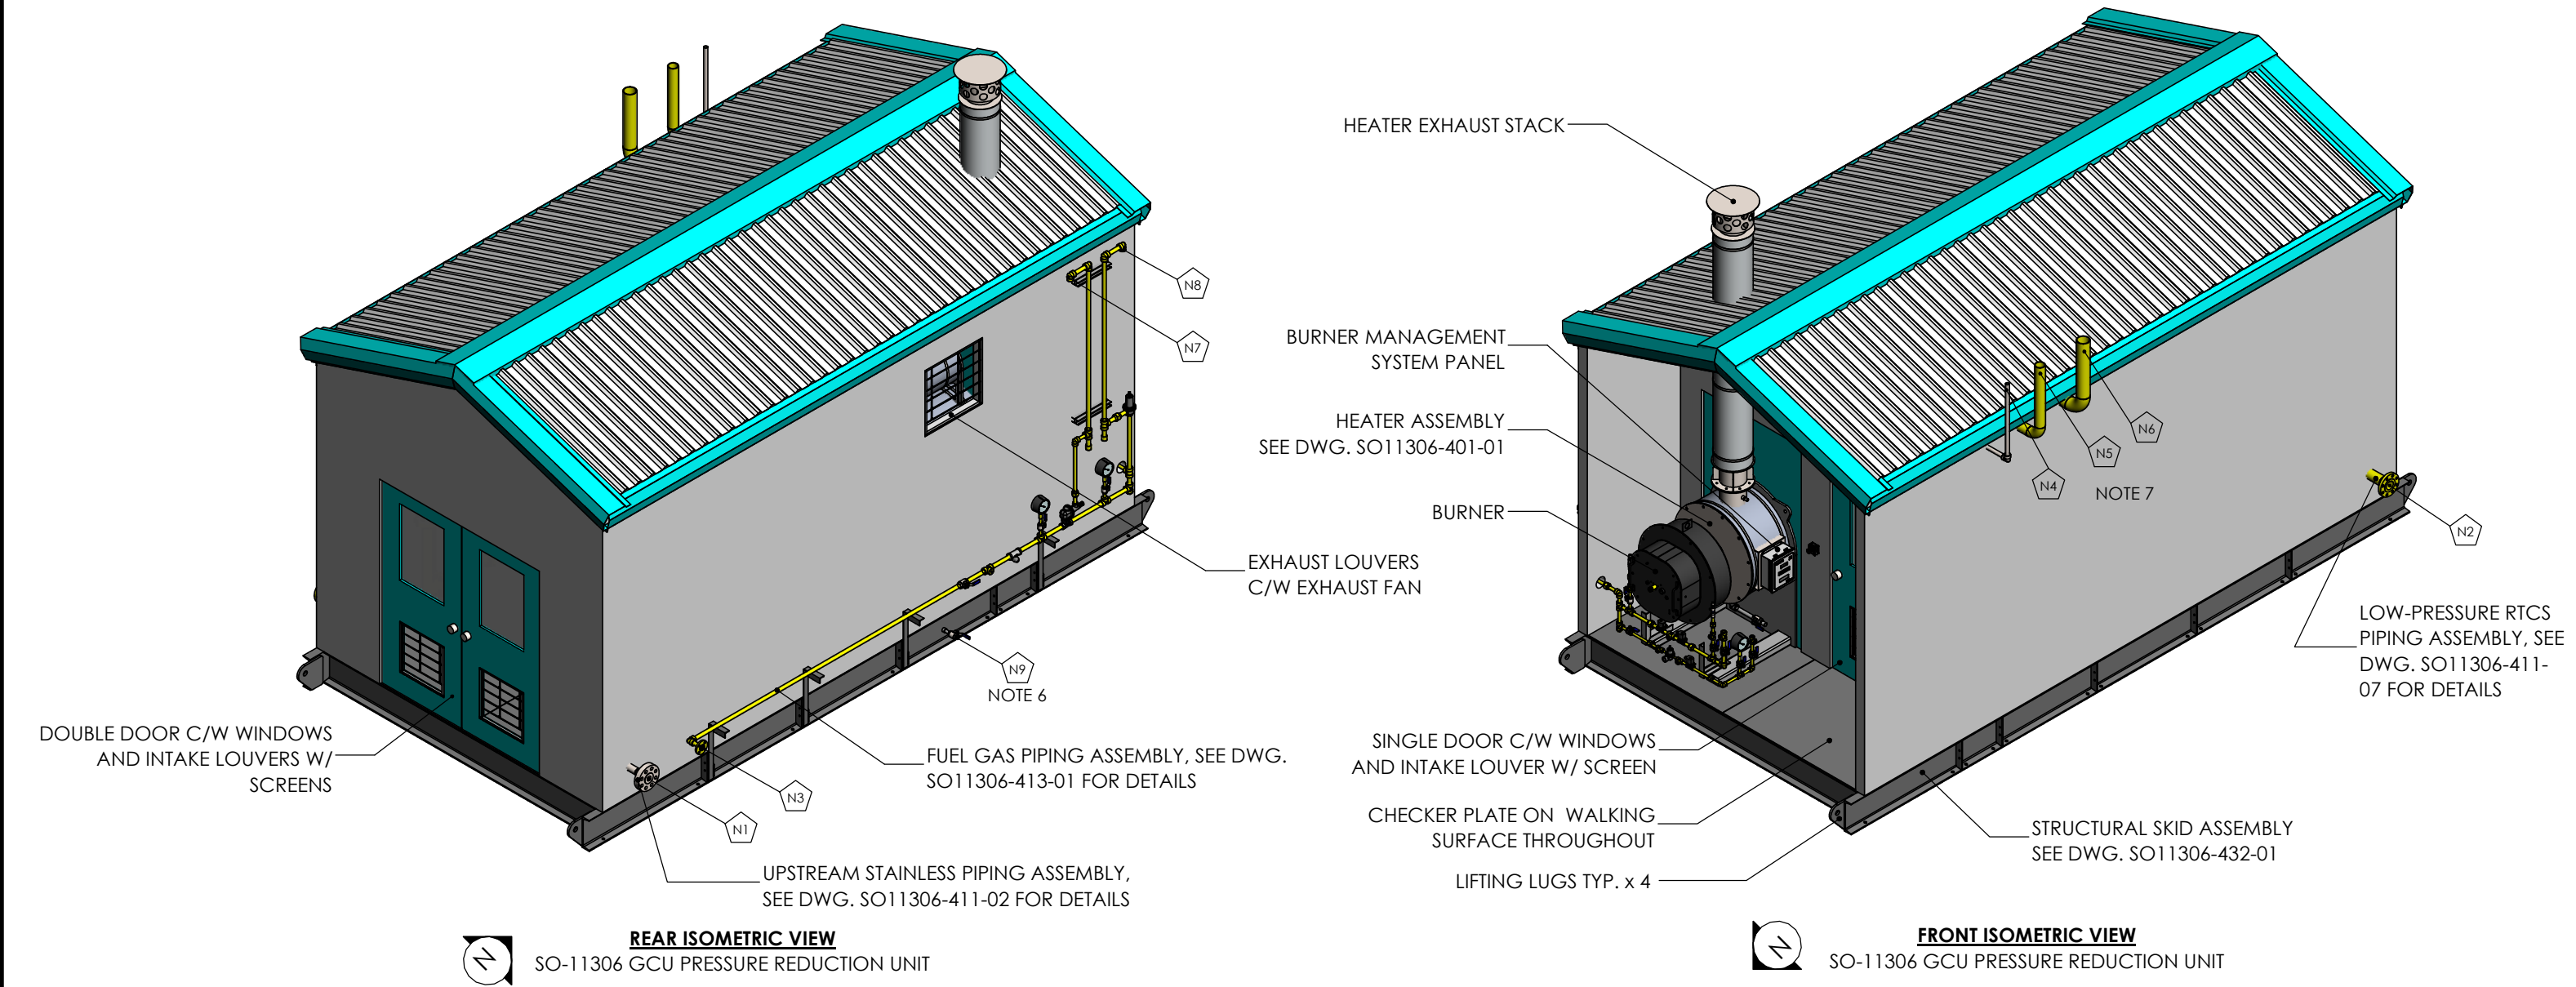 N8
N7
EXHAUST LOUVERS
C/W EXHAUST FAN
N9
NOTE 6
DOUBLE DOOR C/W WINDOWS
AND INTAKE LOUVERS W/
SCREENS
FUEL GAS PIPING ASSEMBLY, SEE DWG.
SO11306-413-01 FOR DETAILS
N3
N1
UPSTREAM STAINLESS PIPING ASSEMBLY,
SEE DWG. SO11306-411-02 FOR DETAILS
N
REAR ISOMETRIC VIEW
SO-11306 GCU PRESSURE REDUCTION UNIT
HEATER EXHAUST STACK
BURNER MANAGEMENT
SYSTEM PANEL
HEATER ASSEMBLY
SEE DWG. SO11306-401-01
BURNER
N6
N5
N4
NOTE 7
N2
LOW-PRESSURE RTCS
PIPING ASSEMBLY, SEE
DWG. SO11306-411-
07 FOR DETAILS
SINGLE DOOR C/W WINDOWS
AND INTAKE LOUVER W/ SCREEN
CHECKER PLATE ON WALKING
SURFACE THROUGHOUT
LIFTING LUGS TYP. x 4
STRUCTURAL SKID ASSEMBLY
SEE DWG. SO11306-432-01
N
FRONT ISOMETRIC VIEW
SO-11306 GCU PRESSURE REDUCTION UNIT